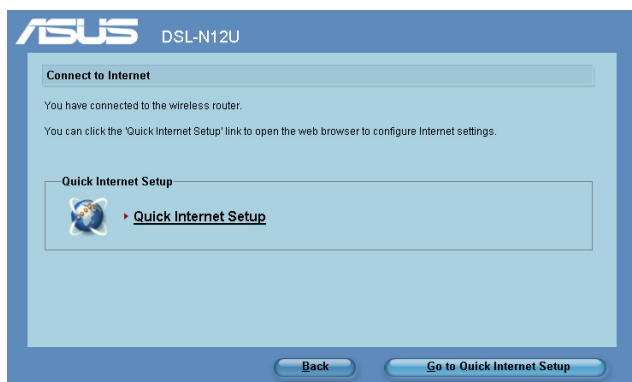 ASUS DSL-N12U
Connect to Internet
You have connected to the wireless router.
You can click the 'Quick Internet Setup' link to open the web browser to configure Internet settings.
Quick Internet Setup
Quick Internet Setup
Back Go to Quick Internet Setup